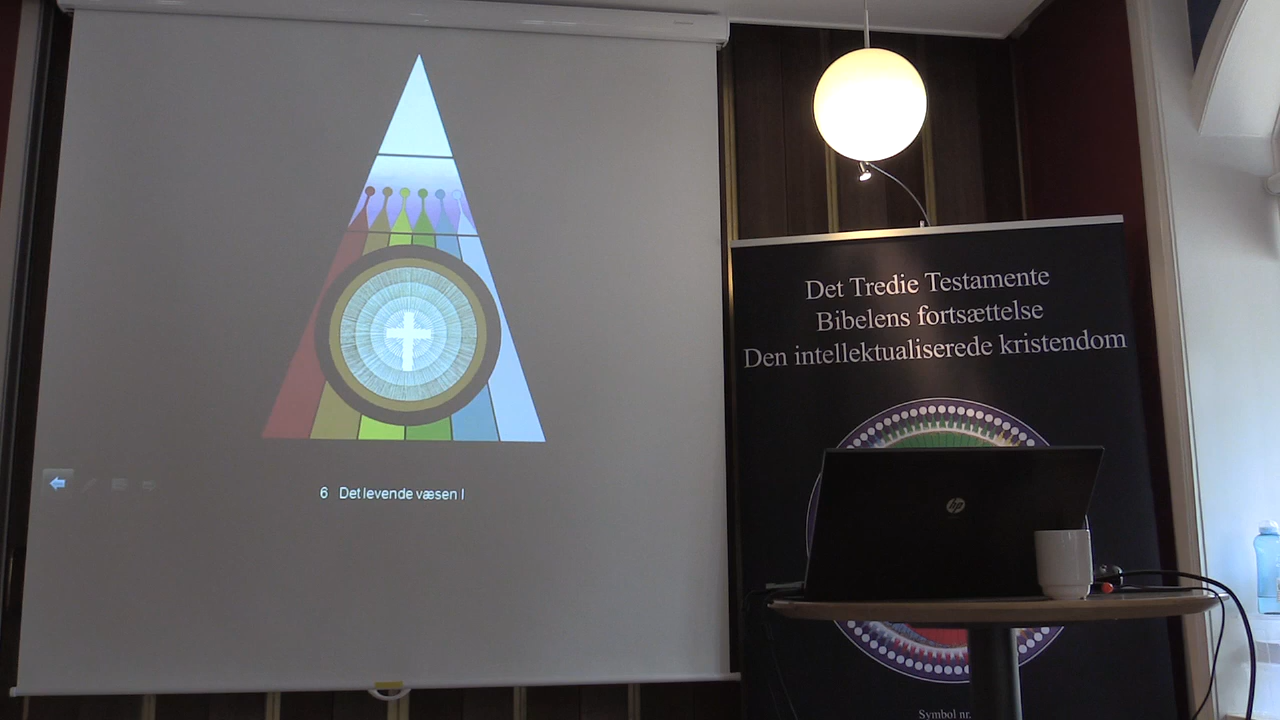 6 Det levende væsen I
Det Tredie Testamente
Bibelens fortsættelse
Den intellektualiserede kristendom
hp
Symbol nr.